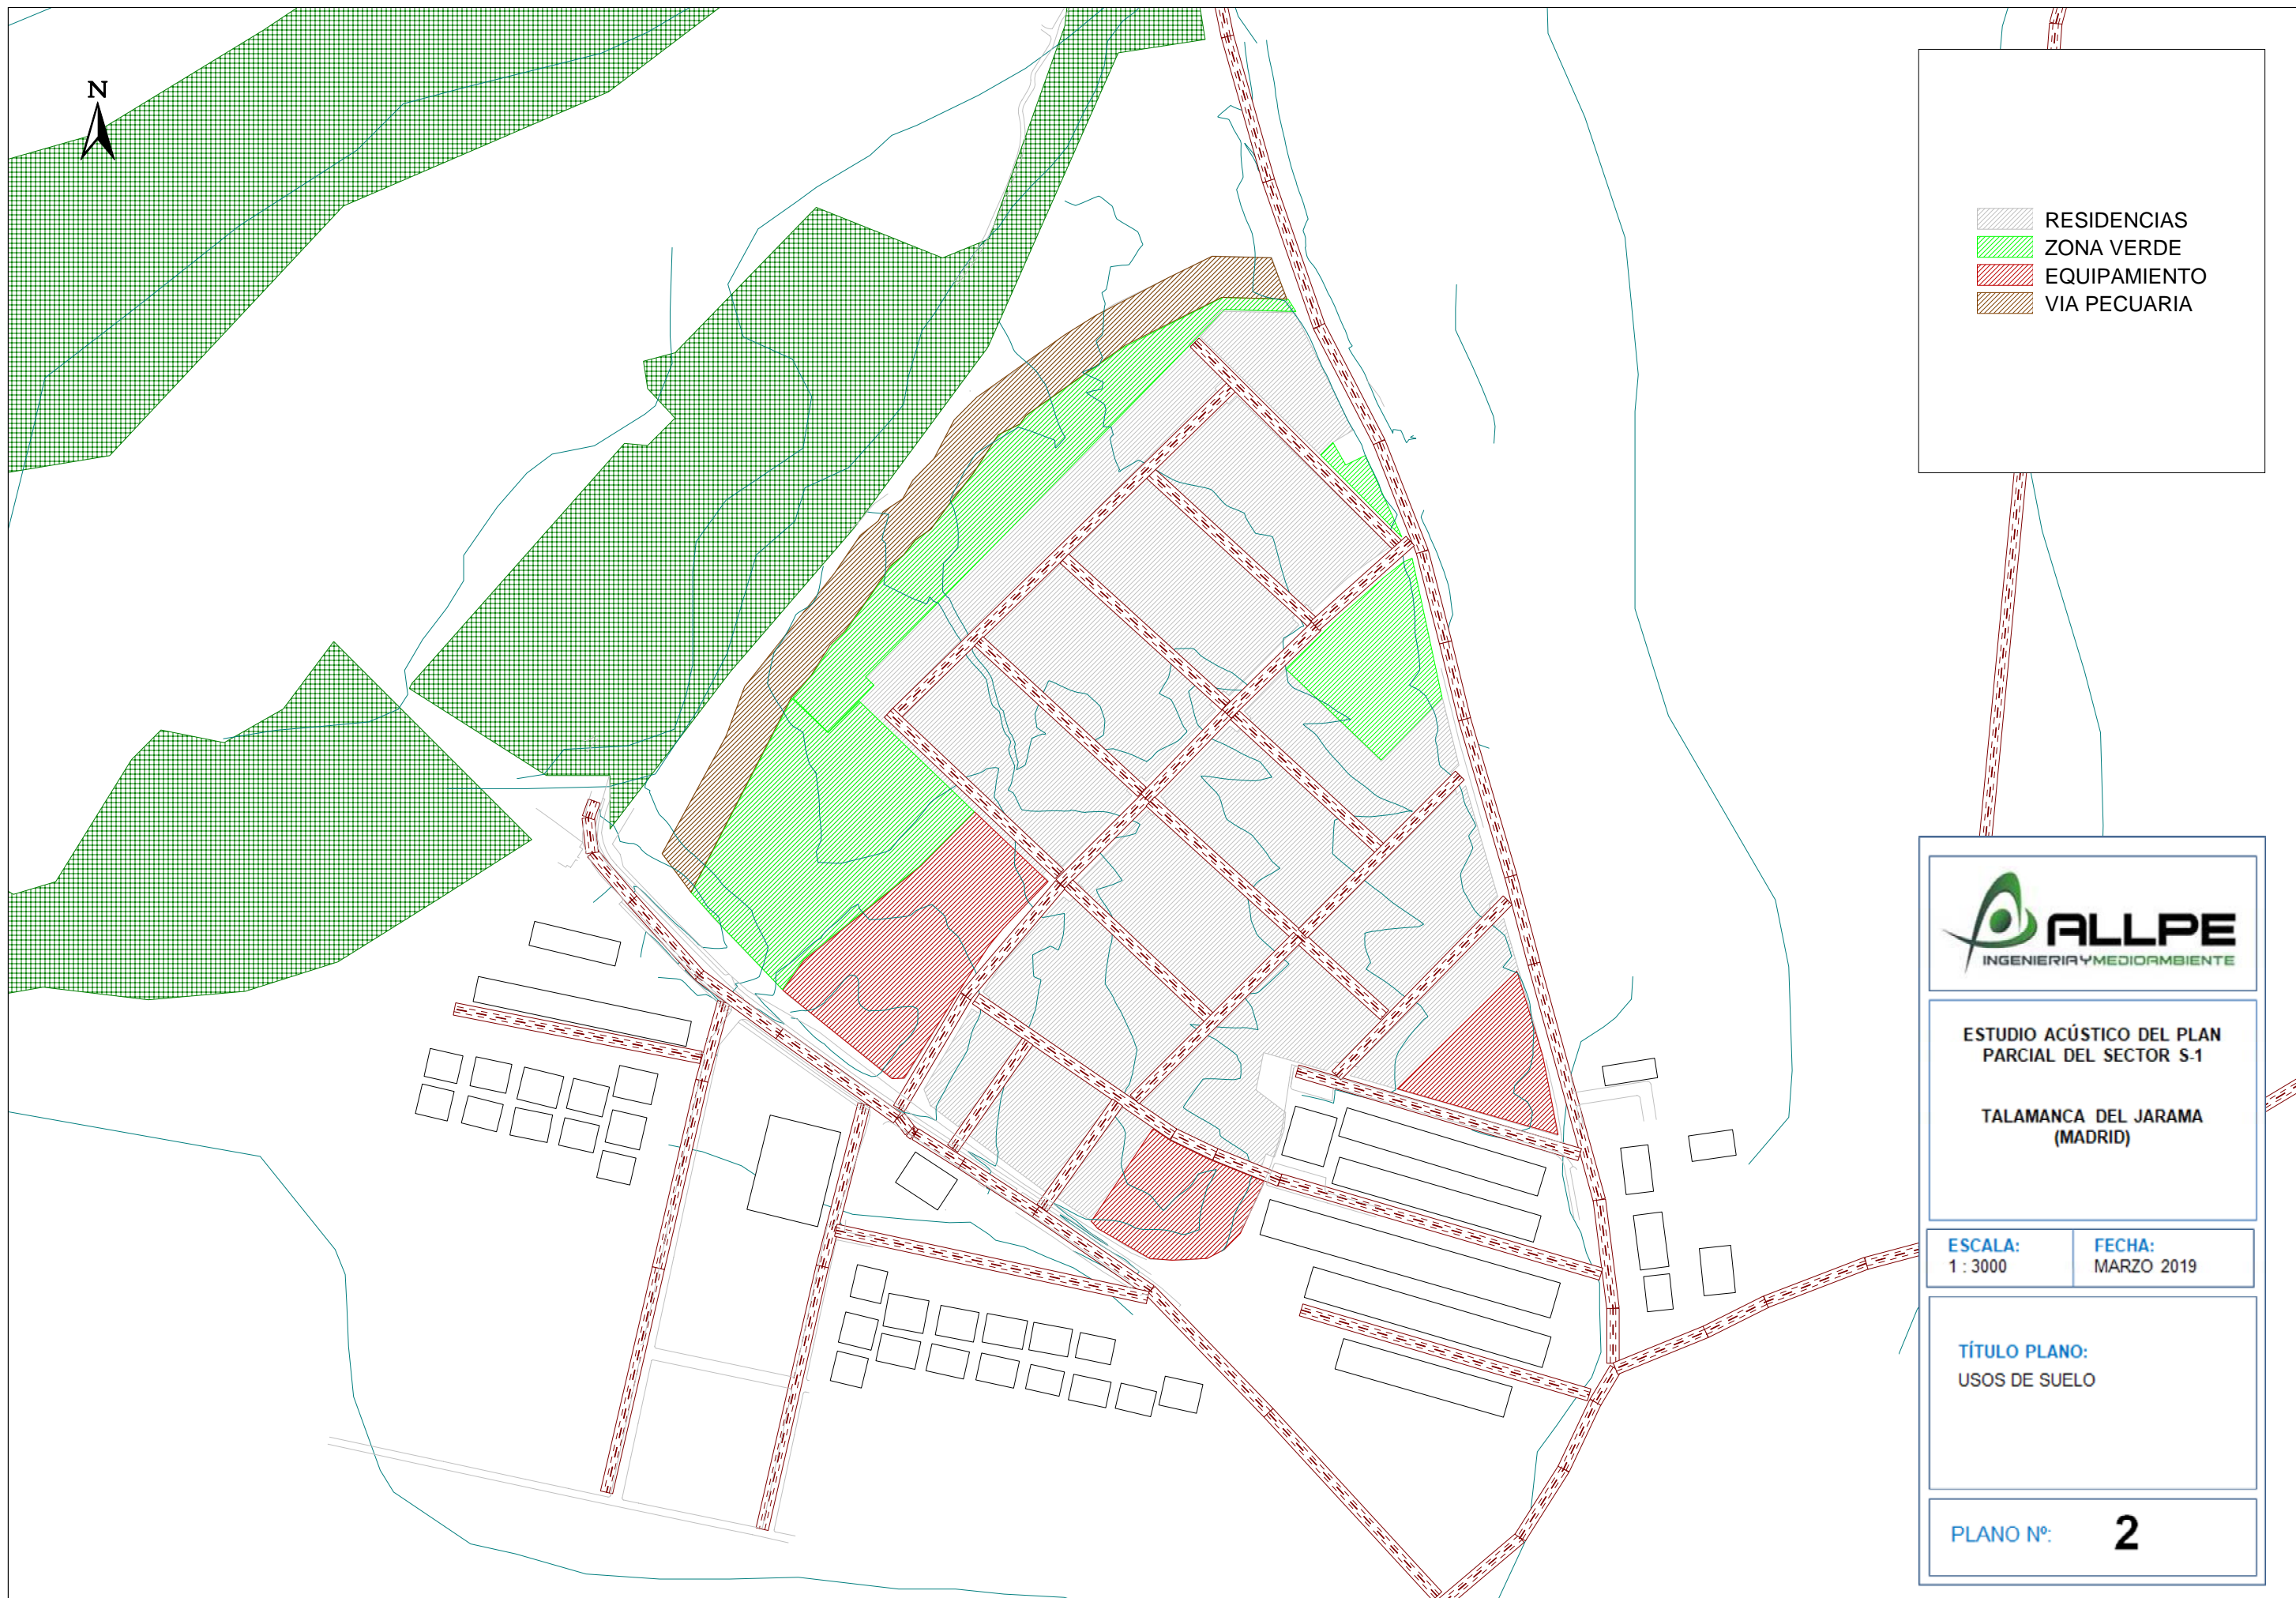 N
RESIDENCIAS
ZONA VERDE
EQUIPAMIENTO
VIA PECUARIA
ALLPE
INGENIERIAYMEDIOAMBIENTE
ESTUDIO ACÚSTICO DEL PLAN
PARCIAL DEL SECTOR S-1
TALAMANCA DEL JARAMA
(MADRID)
ESCALA:
1 : 3000
FECHA:
MARZO 2019
TÍTULO PLANO:
USOS DE SUELO
PLANO Nº: 2